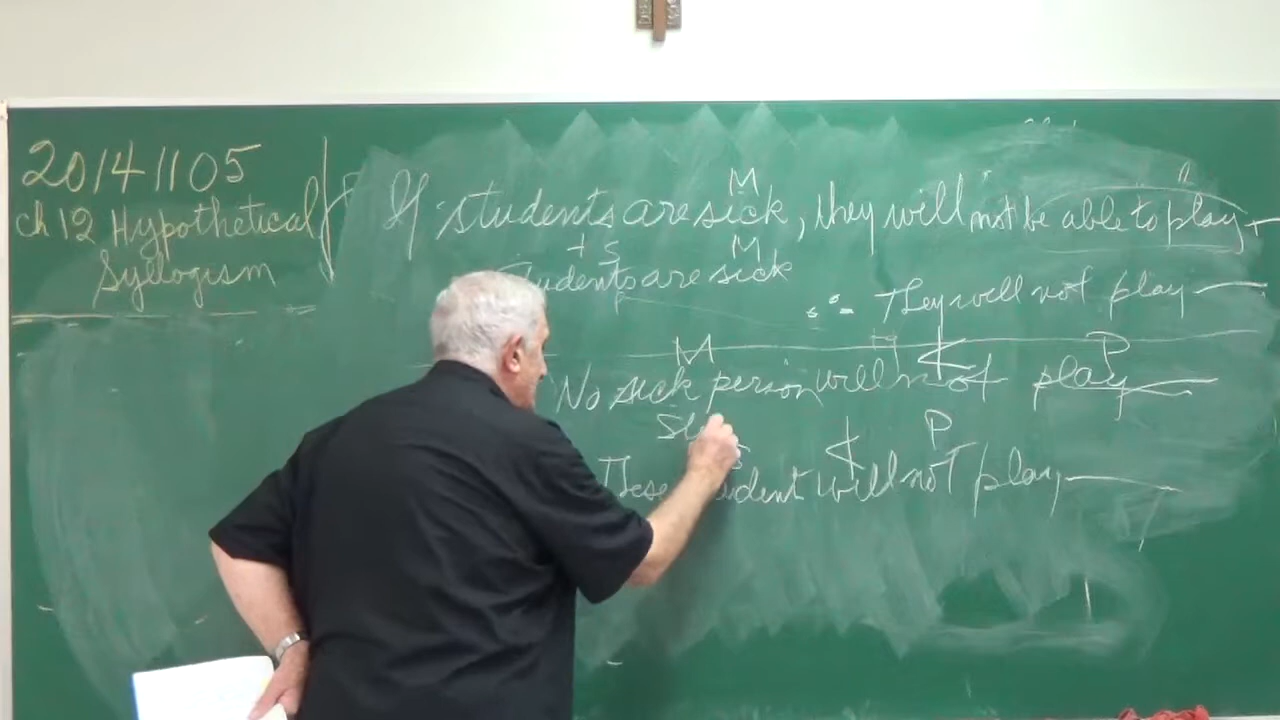 20141105
ch 12 Hypothetical
Syllogism
M
If students are sick, they will not be able to play
+ S M
Students are sick
∴ They will not play
M P
No sick person will not play
S P
These student will not play